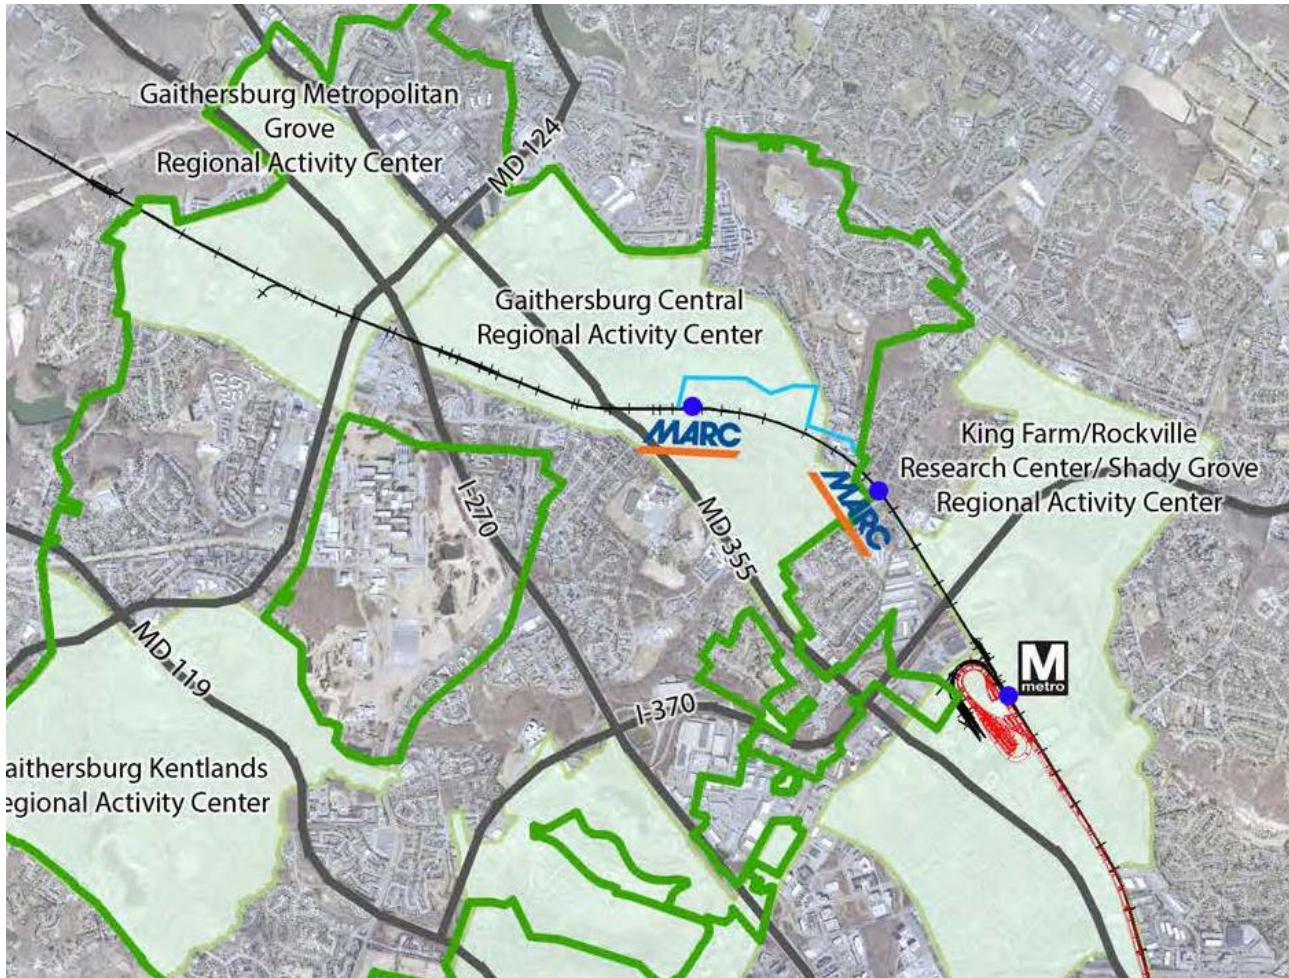 Gaithersburg Metropolitan
Grove
Regional Activity Center
MD 124
Gaithersburg Central
Regional Activity Center
MARC
King Farm/Rockville
Research Center/ Shady Grove
Regional Activity Center
MARC
I-270
MD 355
MD 119
M
metro
I-370
aithersburg Kentlands
egional Activity Center